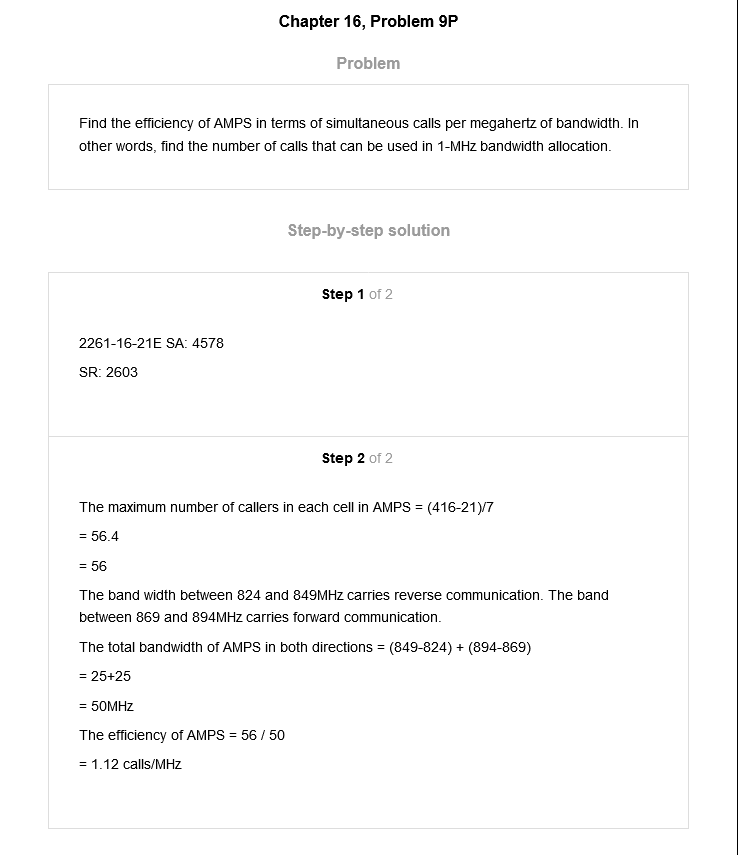 Chapter 16, Problem 9P
Problem
Find the efficiency of AMPS in terms of simultaneous calls per megahertz of bandwidth. In
other words, find the number of calls that can be used in 1-MHz bandwidth allocation.
Step-by-step solution
Step 1 of 2
2261-16-21E SA: 4578
SR: 2603
Step 2 of 2
The maximum number of callers in each cell in AMPS = (416-21)/7
= 56.4
= 56
The band width between 824 and 849MHz carries reverse communication. The band
between 869 and 894MHz carries forward communication.
The total bandwidth of AMPS in both directions = (849-824) + (894-869)
= 25+25
= 50MHz
The efficiency of AMPS = 56 / 50
= 1.12 calls/MHz